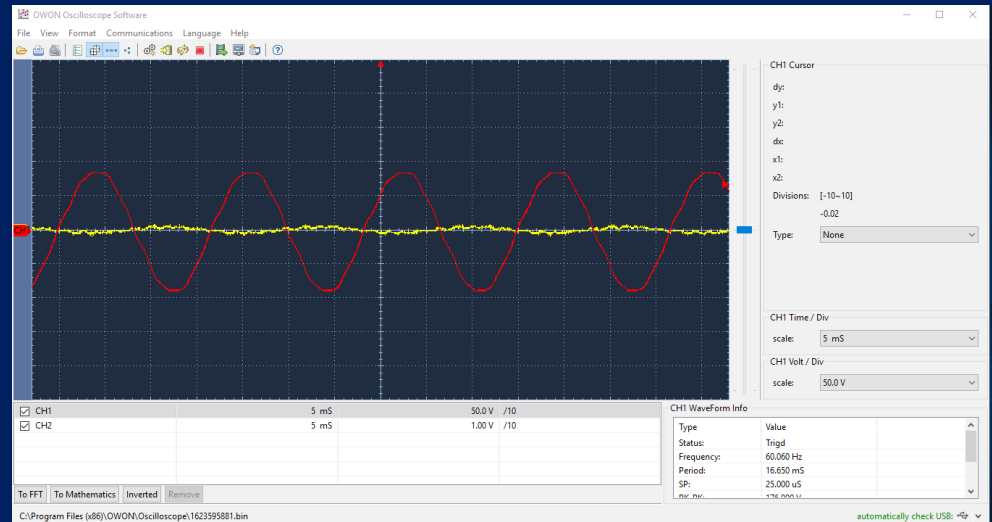 OWON Oscilloscope Software
File View Format Communications Language Help
CH1 Cursor
dy:
y1:
y2:
dx:
x1:
x2:
Divisions: [-10~10]
-0.02
Type: None
CH1 Time / Div
scale: 5 mS
CH1 Volt / Div
scale: 50.0 V
CH1 5 mS 50.0 V /10
CH2 5 mS 1.00 V /10
CH1 WaveForm Info
Type Value
Status: Trigd
Frequency: 60.060 Hz
Period: 16.650 mS
SP: 25.000 uS
PK-PK: 176.000 V
To FFT To Mathematics Inverted Remove
C:\Program Files (x86)\OWON\Oscilloscope\1623595881.bin
automatically check USB: